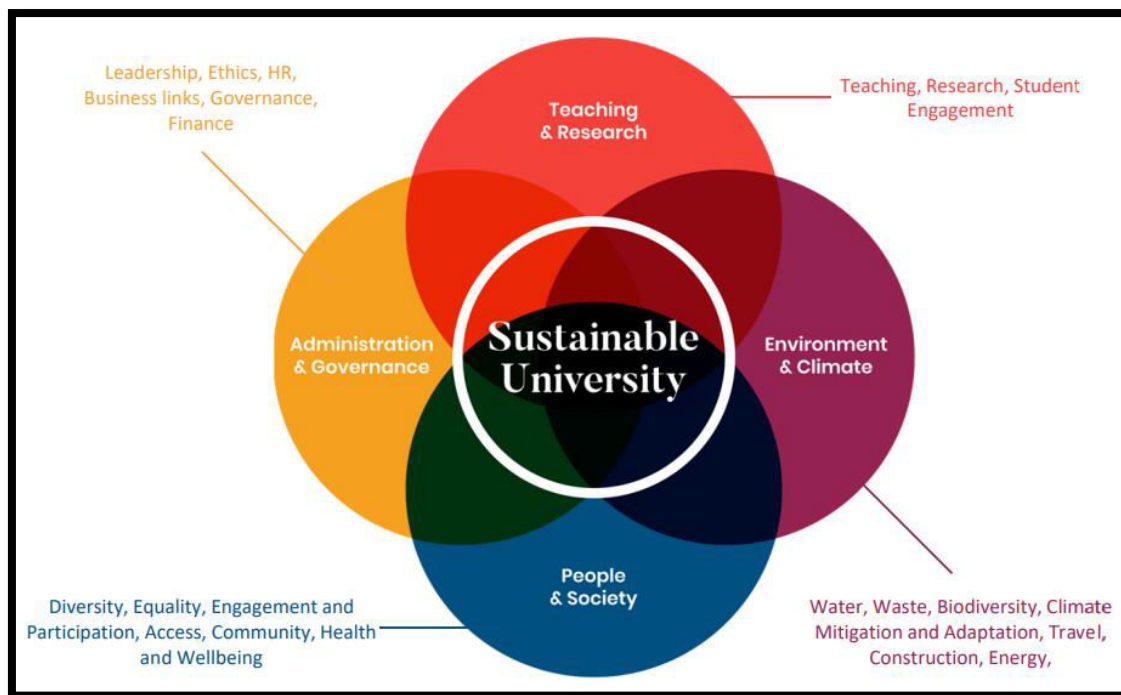 Leadership, Ethics, HR,
Business links, Governance,
Finance
Teaching, Research, Student
Engagement
Teaching
& Research
Administration
& Governance
Sustainable
University
Environment
& Climate
People
& Society
Diversity, Equality, Engagement and
Participation, Access, Community, Health
and Wellbeing
Water, Waste, Biodiversity, Climate
Mitigation and Adaptation, Travel,
Construction, Energy,